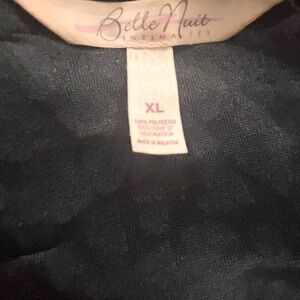 Belle Nuit
INTIMATES
XL
100% POLYESTER
EXCLUSIVE OF
DECORATION
MADE IN MALAYSIA